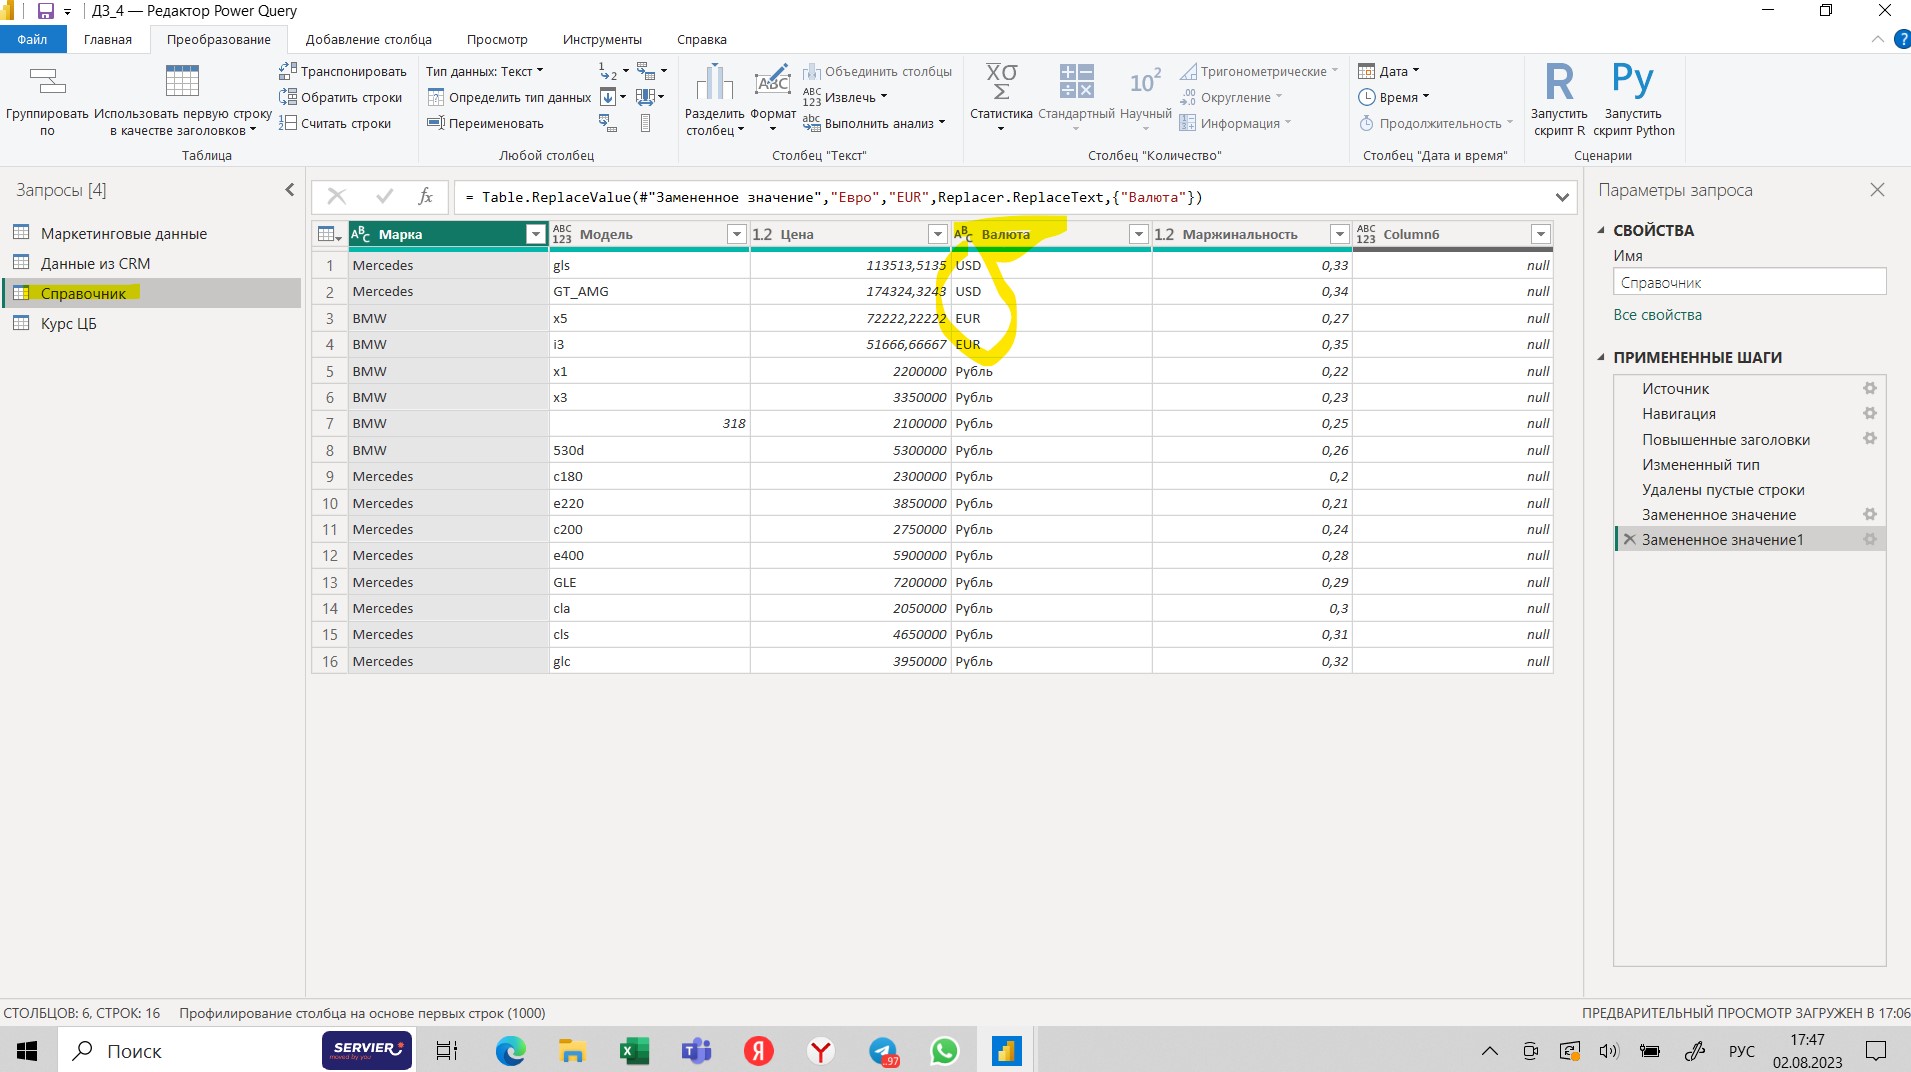 ДЗ_4 — Редактор Power Query
Файл Главная Преобразование Добавление столбца Просмотр Инструменты Справка
Группировать по
Использовать первую строку в качестве заголовков
Транспонировать
Обратить строки
Считать строки
Таблица
Тип данных: Текст
Определить тип данных
Переименовать
Любой столбец
Разделить столбец
Формат
Объединить столбцы
Извлечь
Выполнить анализ
Столбец "Текст"
Статистика
Стандартный
Научный
Тригонометрические
Округление
Информация
Столбец "Количество"
Дата
Время
Продолжительность
Столбец "Дата и время"
Запустить скрипт R
Запустить скрипт Python
Сценарии
Запросы [4]
Маркетинговые данные
Данные из CRM
Справочник
Курс ЦБ
= Table.ReplaceValue(#"Замененное значение","Евро","EUR",Replacer.ReplaceText,{"Валюта"})
Марка Модель 1.2 Цена Валюта 1.2 Маржинальность Column6
1 Mercedes gls 113513,5135 USD 0,33 null
2 Mercedes GT_AMG 174324,3243 USD 0,34 null
3 BMW x5 72222,22222 EUR 0,27 null
4 BMW i3 51666,66667 EUR 0,35 null
5 BMW x1 2200000 Рубль 0,22 null
6 BMW x3 3350000 Рубль 0,23 null
7 BMW 318 2100000 Рубль 0,25 null
8 BMW 530d 5300000 Рубль 0,26 null
9 Mercedes c180 2300000 Рубль 0,2 null
10 Mercedes e220 3850000 Рубль 0,21 null
11 Mercedes c200 2750000 Рубль 0,24 null
12 Mercedes e400 5900000 Рубль 0,28 null
13 Mercedes GLE 7200000 Рубль 0,29 null
14 Mercedes cla 2050000 Рубль 0,3 null
15 Mercedes cls 4650000 Рубль 0,31 null
16 Mercedes glc 3950000 Рубль 0,32 null
Параметры запроса
СВОЙСТВА
Имя
Справочник
Все свойства
ПРИМЕНЕННЫЕ ШАГИ
Источник
Навигация
Повышенные заголовки
Измененный тип
Удалены пустые строки
Замененное значение
Замененное значение1
СТОЛБЦОВ: 6, СТРОК: 16 Профилирование столбца на основе первых строк (1000)
ПРЕДВАРИТЕЛЬНЫЙ ПРОСМОТР ЗАГРУЖЕН В 17:06
Поиск
SERVIER
moved by you
РУС
17:47
02.08.2023